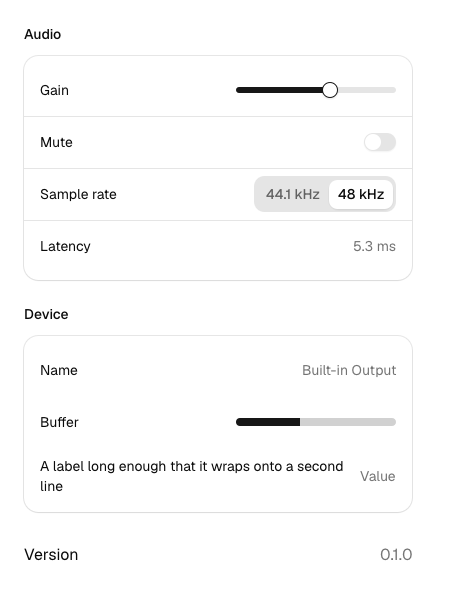 Audio
Gain
Mute
Sample rate 44.1 kHz 48 kHz
Latency 5.3 ms
Device
Name Built-in Output
Buffer
A label long enough that it wraps onto a second
line
Value
Version 0.1.0